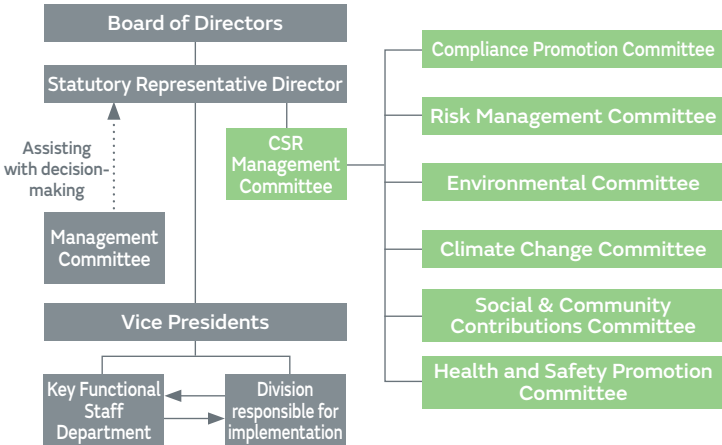 Board of Directors
Statutory Representative Director
Assisting
with decision-
making
CSR
Management
Committee
Management
Committee
Vice Presidents
Key Functional
Staff
Department
Division
responsible for
implementation
Compliance Promotion Committee
Risk Management Committee
Environmental Committee
Climate Change Committee
Social & Community
Contributions Committee
Health and Safety Promotion
Committee